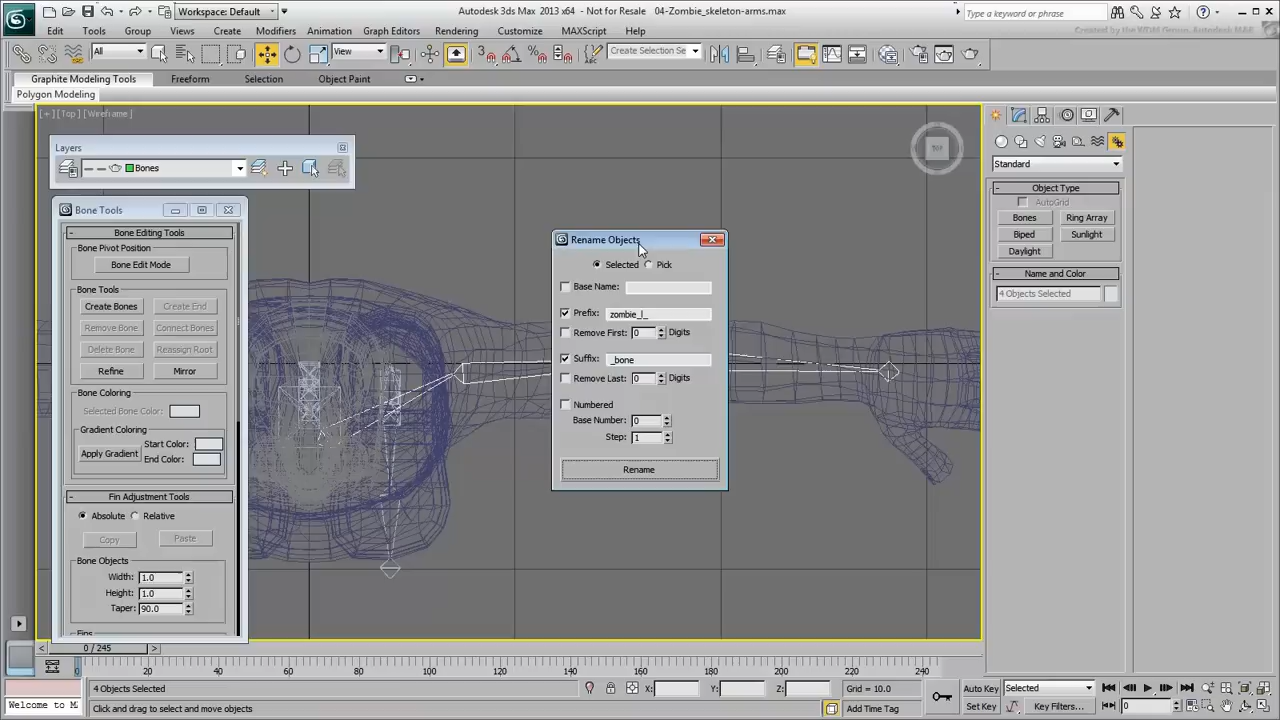 Workspace: Default
Autodesk 3ds Max 2013 x64 - Not for Resale 04-Zombie_skeleton-arms.max
Type a keyword or phrase
Edit Tools Group Views Create Modifiers Animation Graph Editors Rendering Customize MAXScript Help
Created by the WDM Group, Autodesk M&E
All View Create Selection Se
Graphite Modeling Tools Freeform Selection Object Paint
Polygon Modeling
[+] [Top] [Wireframe]
TOP
Layers
Bones
Bone Tools
Bone Editing Tools
Bone Pivot Position
Bone Edit Mode
Bone Tools
Create Bones Create End
Remove Bone Connect Bones
Delete Bone Reassign Root
Refine Mirror
Bone Coloring
Selected Bone Color:
Gradient Coloring
Apply Gradient Start Color:
End Color:
Fin Adjustment Tools
Absolute Relative
Copy Paste
Bone Objects
Width: 1.0
Height: 1.0
Taper: 90.0
Fins
Rename Objects
Selected Pick
Base Name:
Prefix: zombie_l_
Remove First: 0 Digits
Suffix: _bone
Remove Last: 0 Digits
Numbered
Base Number: 0
Step: 1
Rename
Standard
Object Type
AutoGrid
Bones Ring Array
Biped Sunlight
Daylight
Name and Color
4 Objects Selected
0 / 245
0 20 40 60 80 100 120 140 160 180 200 220 240
4 Objects Selected X: Y: Z: Grid = 10.0 Auto Key Selected
Welcome to M Click and drag to select and move objects Add Time Tag Set Key Key Filters... 0